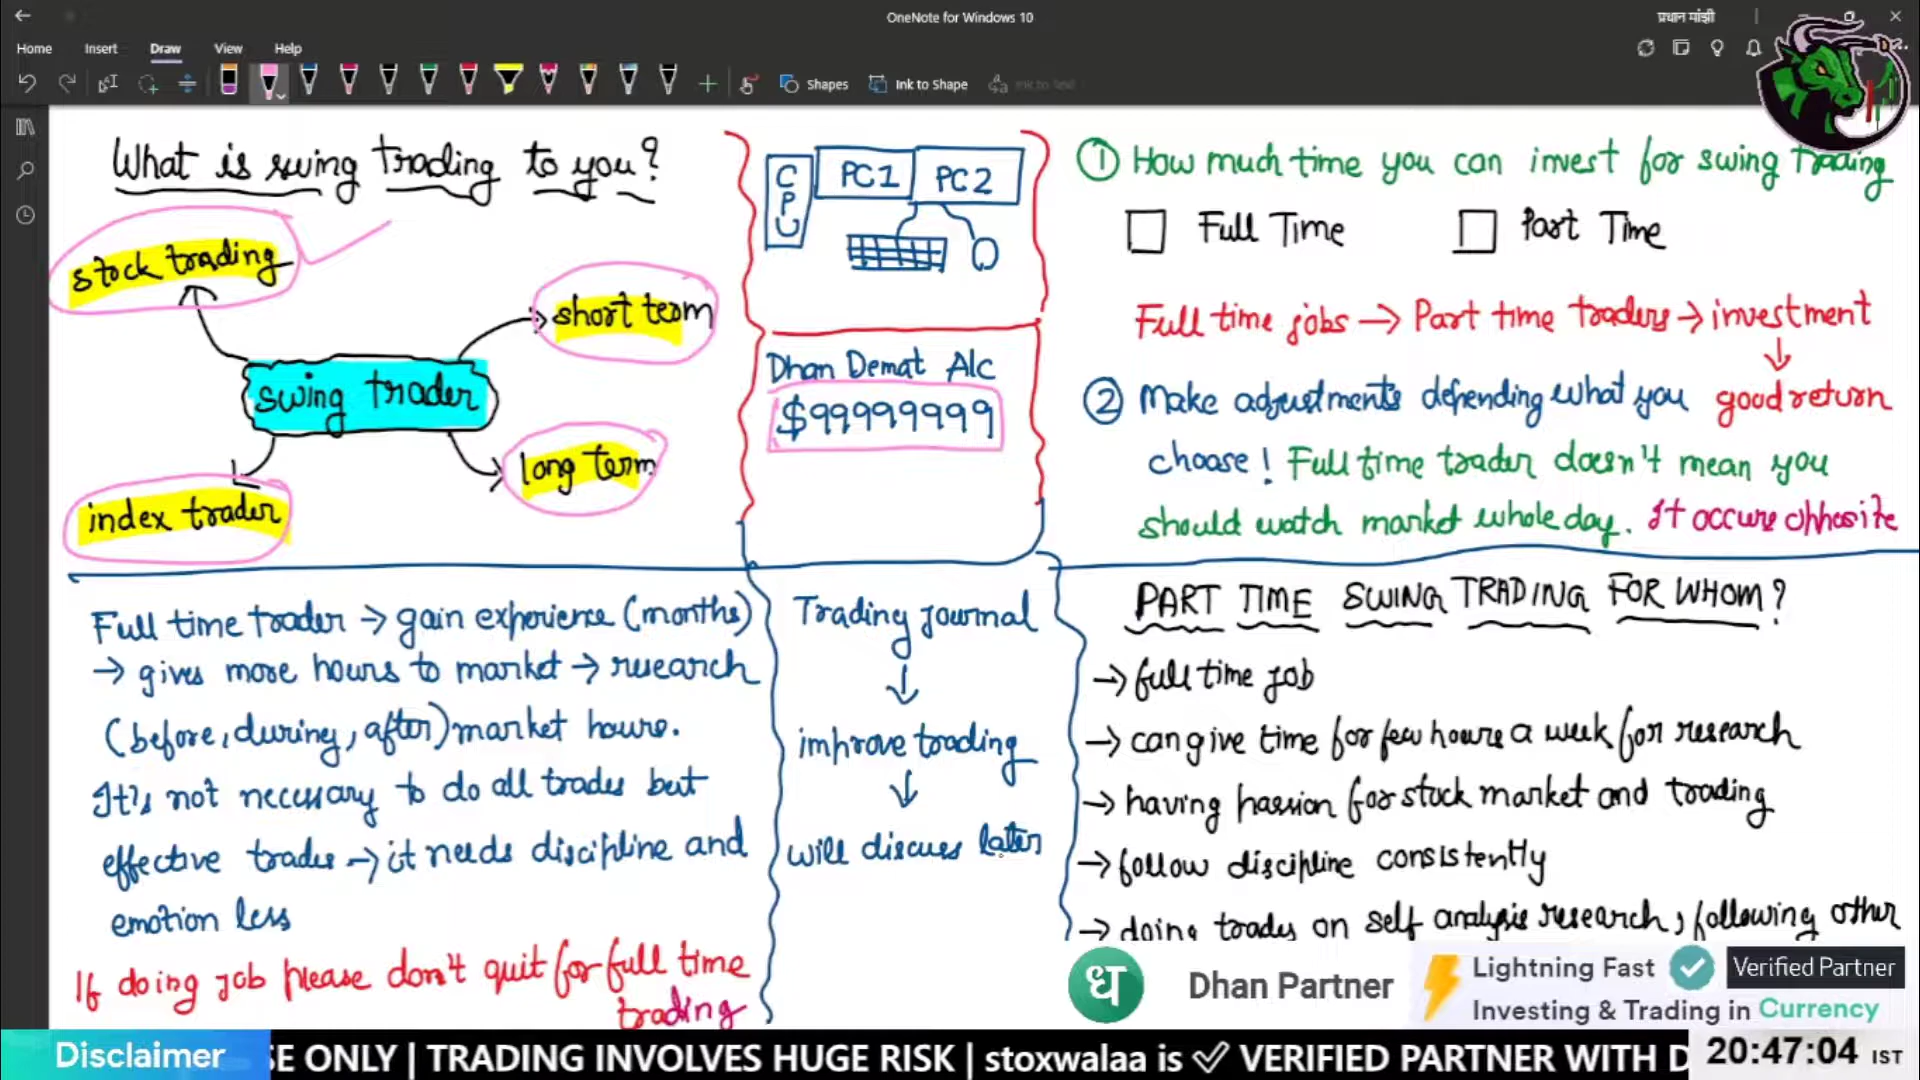 OneNote for Windows 10
प्रधान मांझी
Home Insert Draw View Help
Shapes Ink to Shape Ink to Text
What is swing trading to you?
stock trading
short term
swing trader
long term
index trader
CPU PC1 PC2
Dhan Demat A/c
$99999999
① How much time you can invest for swing trading
Full Time Part Time
Full time jobs → Part time traders → investment
↓
② Make adjustments depending what you good return
choose! Full time trader doesn't mean you
should watch market whole day. It occurs opposite
Full time trader → gain experience (months)
→ gives more hours to market → research
(before, during, after) market hours.
It's not necessary to do all trades but
effective trades → it needs discipline and
emotion less
If doing job please don't quit for full time
trading
Trading journal
↓
improve trading
↓
will discuss later
PART TIME SWING TRADING FOR WHOM?
→ full time job
→ can give time for few hours a week for research
→ having passion for stock market and trading
→ follow discipline consistently
→ doing trades on self analysis research, following other
ध Dhan Partner
Lightning Fast Verified Partner
Investing & Trading in Currency
Disclaimer
SE ONLY | TRADING INVOLVES HUGE RISK | stoxwalaa is ✓ VERIFIED PARTNER WITH D
20:47:04 IST